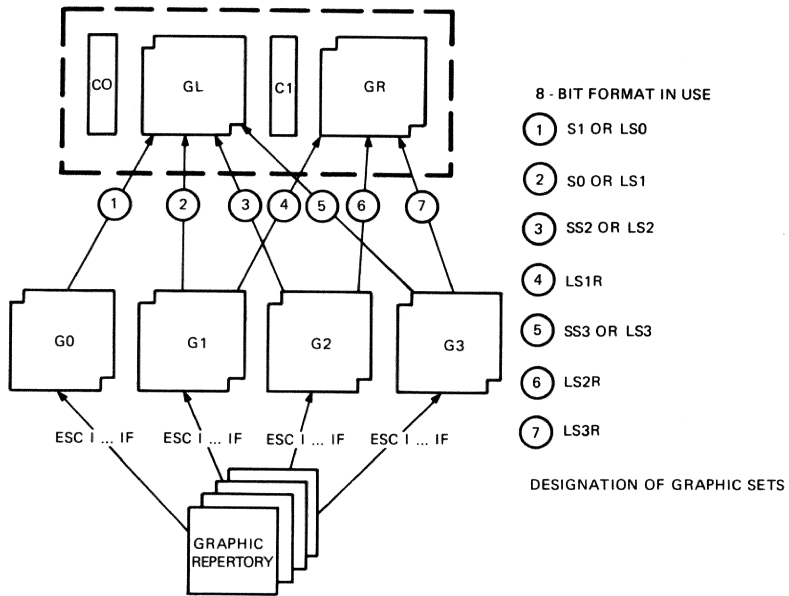 CO
GL
C1
GR
8 - BIT FORMAT IN USE
1 S1 OR LS0
2 S0 OR LS1
3 SS2 OR LS2
4 LS1R
5 SS3 OR LS3
6 LS2R
7 LS3R
1
2
3
4
5
6
7
G0
G1
G2
G3
ESC I ... IF
ESC I ... IF
ESC I ... IF
ESC I ... IF
GRAPHIC
REPERTORY
DESIGNATION OF GRAPHIC SETS